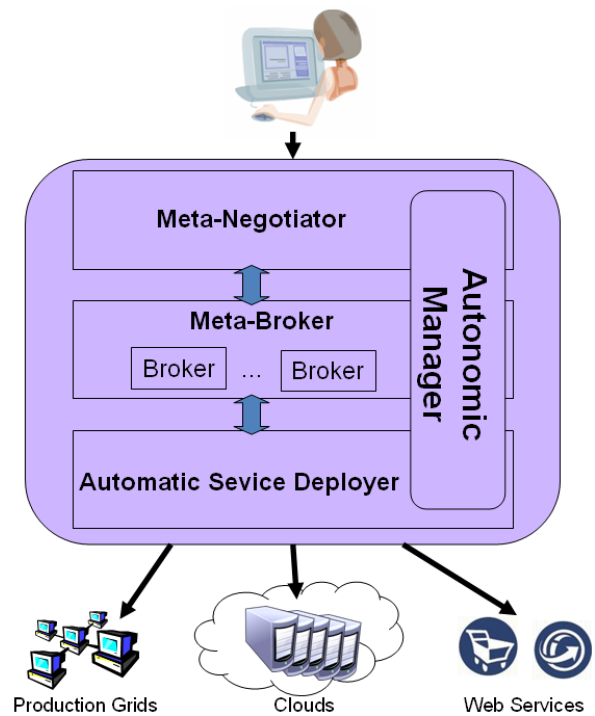 Meta-Negotiator
Autonomic
Manager
Meta-Broker
Broker ... Broker
Automatic Sevice Deployer
Production Grids
Clouds
Web Services